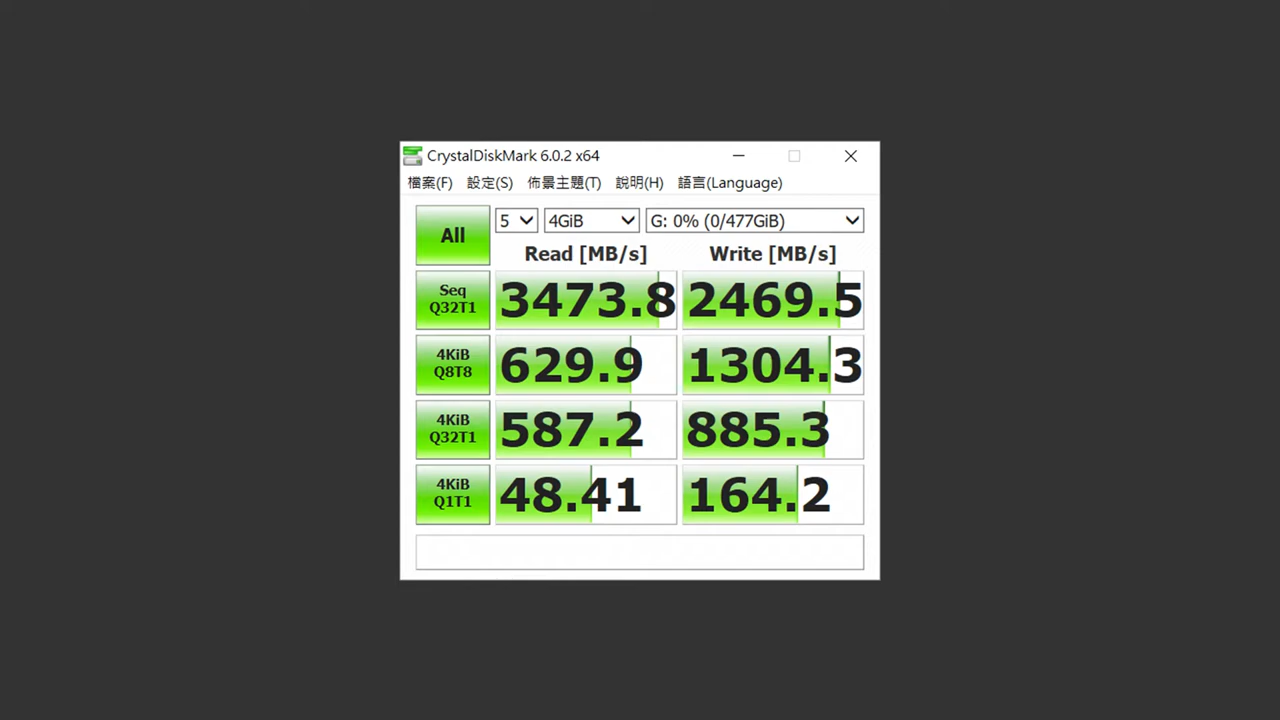 CrystalDiskMark 6.0.2 x64
檔案(F) 設定(S) 佈景主題(T) 說明(H) 語言(Language)
All 5 4GiB G: 0% (0/477GiB)
Read [MB/s] Write [MB/s]
Seq
Q32T1 3473.8 2469.5
4KiB
Q8T8 629.9 1304.3
4KiB
Q32T1 587.2 885.3
4KiB
Q1T1 48.41 164.2